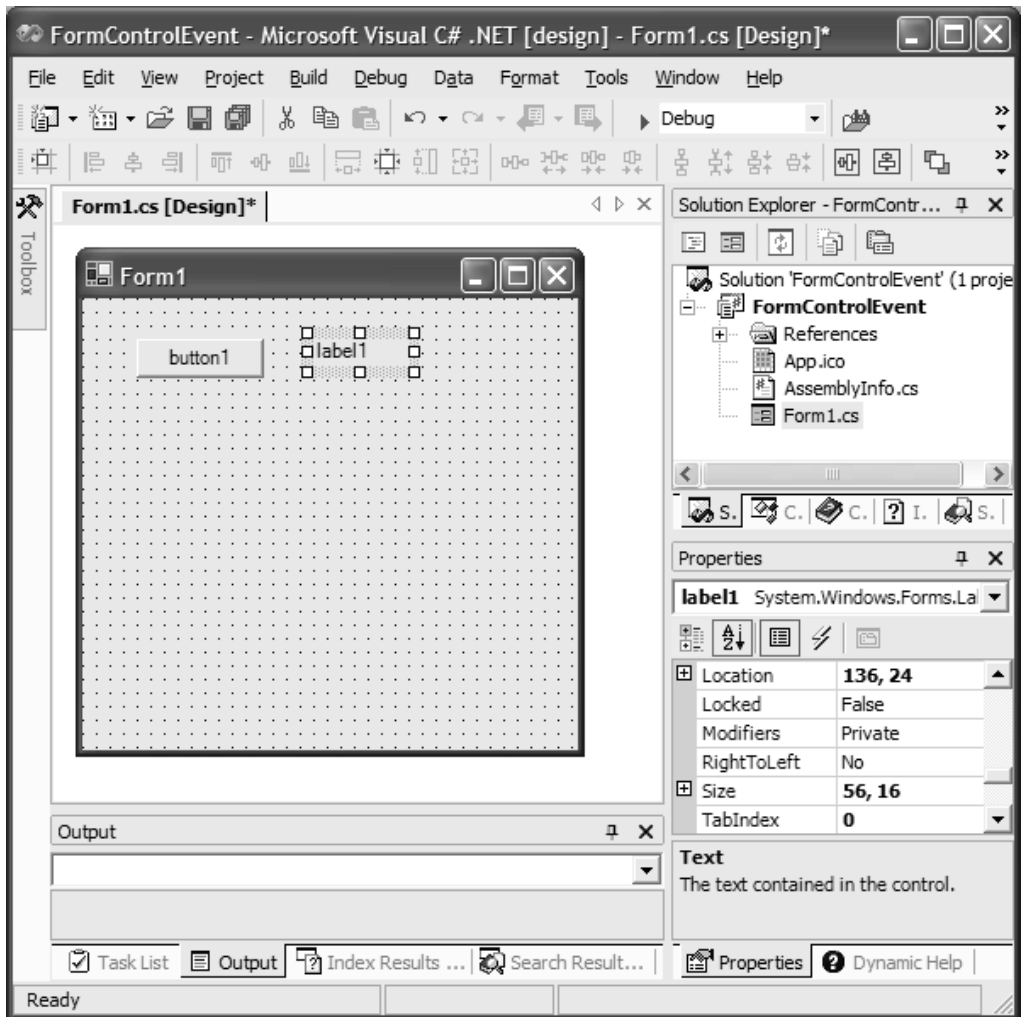 FormControlEvent - Microsoft Visual C# .NET [design] - Form1.cs [Design]*
File Edit View Project Build Debug Data Format Tools Window Help
Debug
Toolbox
Form1.cs [Design]*
Form1
button1
label1
Solution Explorer - FormContr...
Solution 'FormControlEvent' (1 proje
FormControlEvent
References
App.ico
AssemblyInfo.cs
Form1.cs
S. C. C. I. S.
Properties
label1 System.Windows.Forms.Lal
Location 136, 24
Locked False
Modifiers Private
RightToLeft No
Size 56, 16
TabIndex 0
Text
The text contained in the control.
Properties Dynamic Help
Output
Task List Output Index Results ... Search Result...
Ready